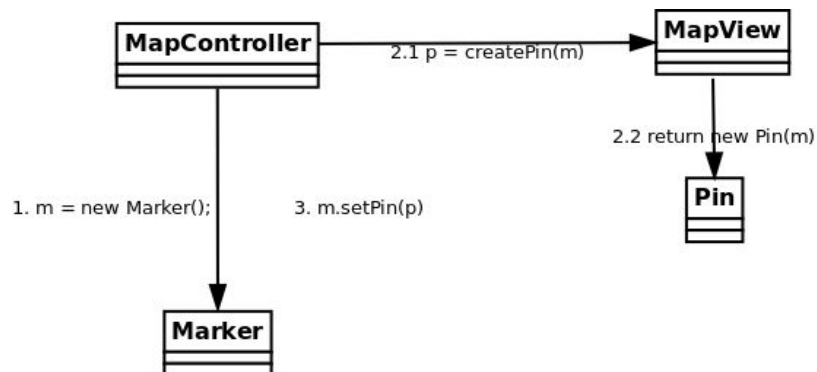 MapController
MapView
2.1 p = createPin(m)
2.2 return new Pin(m)
Pin
1. m = new Marker();
3. m.setPin(p)
Marker